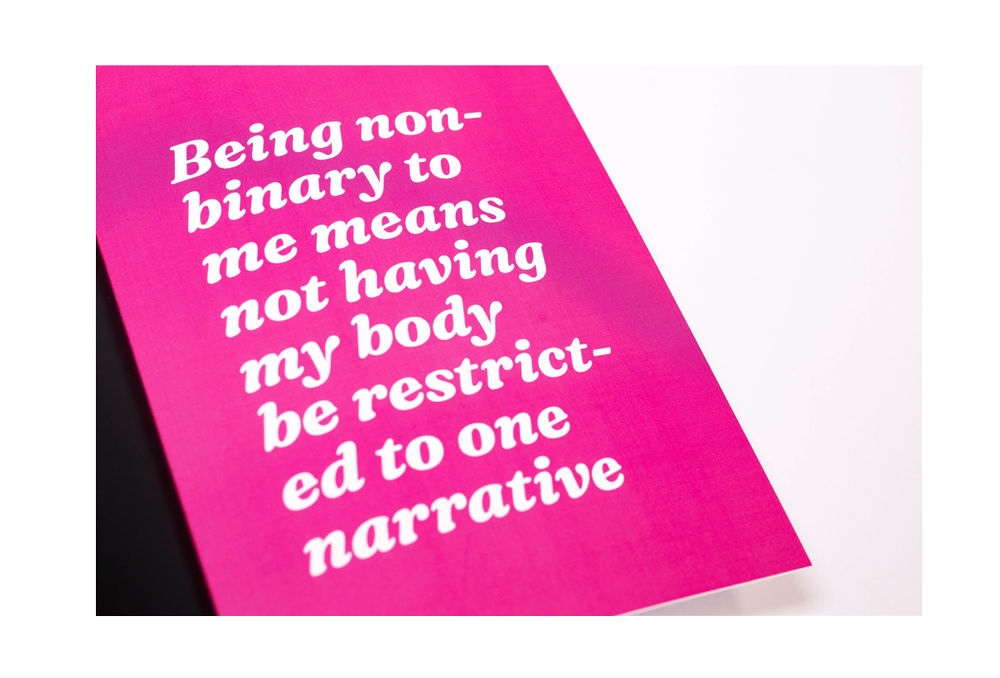 Being non-
binary to
me means
not having
my body
be restrict-
ed to one
narrative